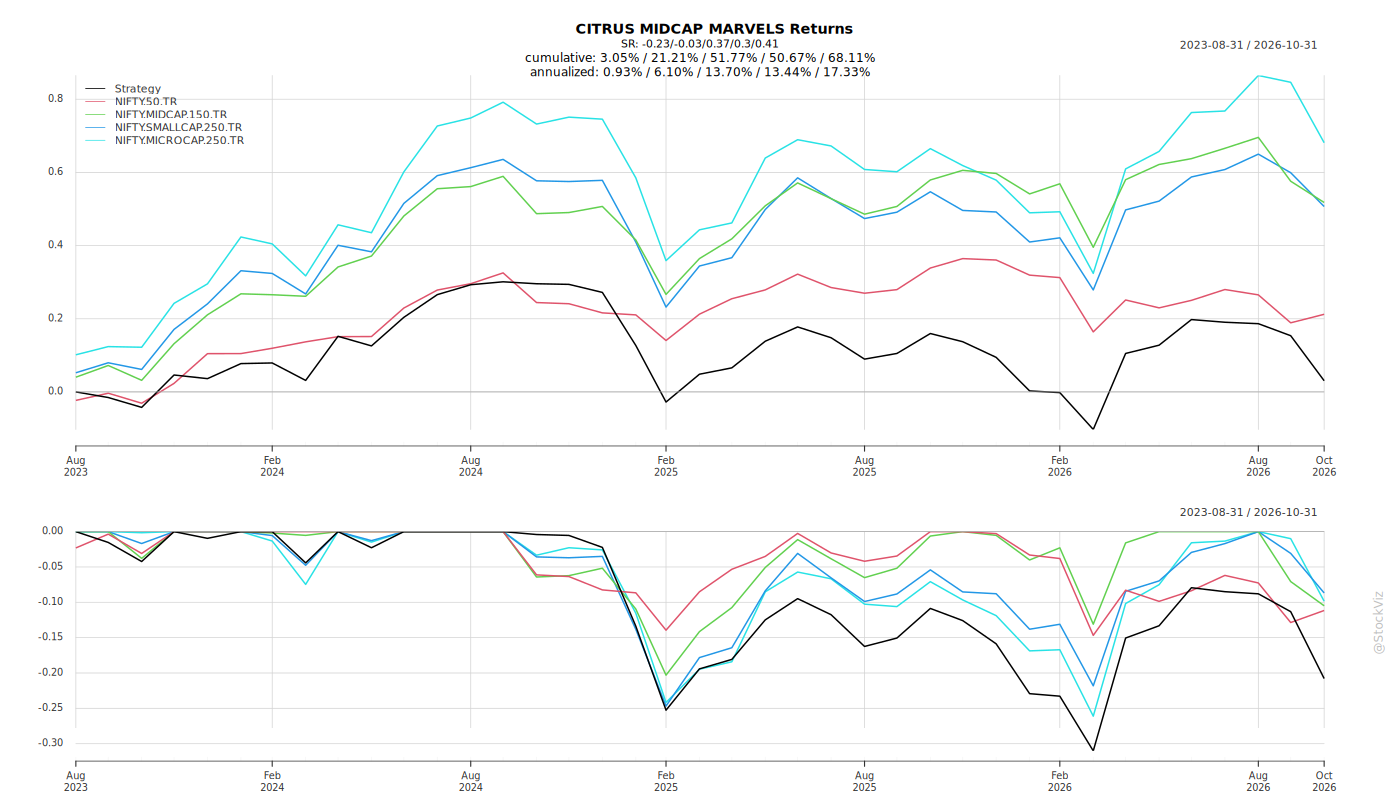 CITRUS MIDCAP MARVELS Returns
SR: -0.23/-0.03/0.37/0.3/0.41
cumulative: 3.05% / 21.21% / 51.77% / 50.67% / 68.11%
annualized: 0.93% / 6.10% / 13.70% / 13.44% / 17.33%
2023-08-31 / 2026-10-31
Strategy
NIFTY.50.TR
NIFTY.MIDCAP.150.TR
NIFTY.SMALLCAP.250.TR
NIFTY.MICROCAP.250.TR
0.8
0.6
0.4
0.2
0.0
Aug Feb Aug Feb Aug Feb Aug Oct
2023 2024 2024 2025 2025 2026 2026 2026
2023-08-31 / 2026-10-31
0.00
-0.05
-0.10
-0.15
-0.20
-0.25
-0.30
Aug Feb Aug Feb Aug Feb Aug Oct
2023 2024 2024 2025 2025 2026 2026 2026
@StockViz